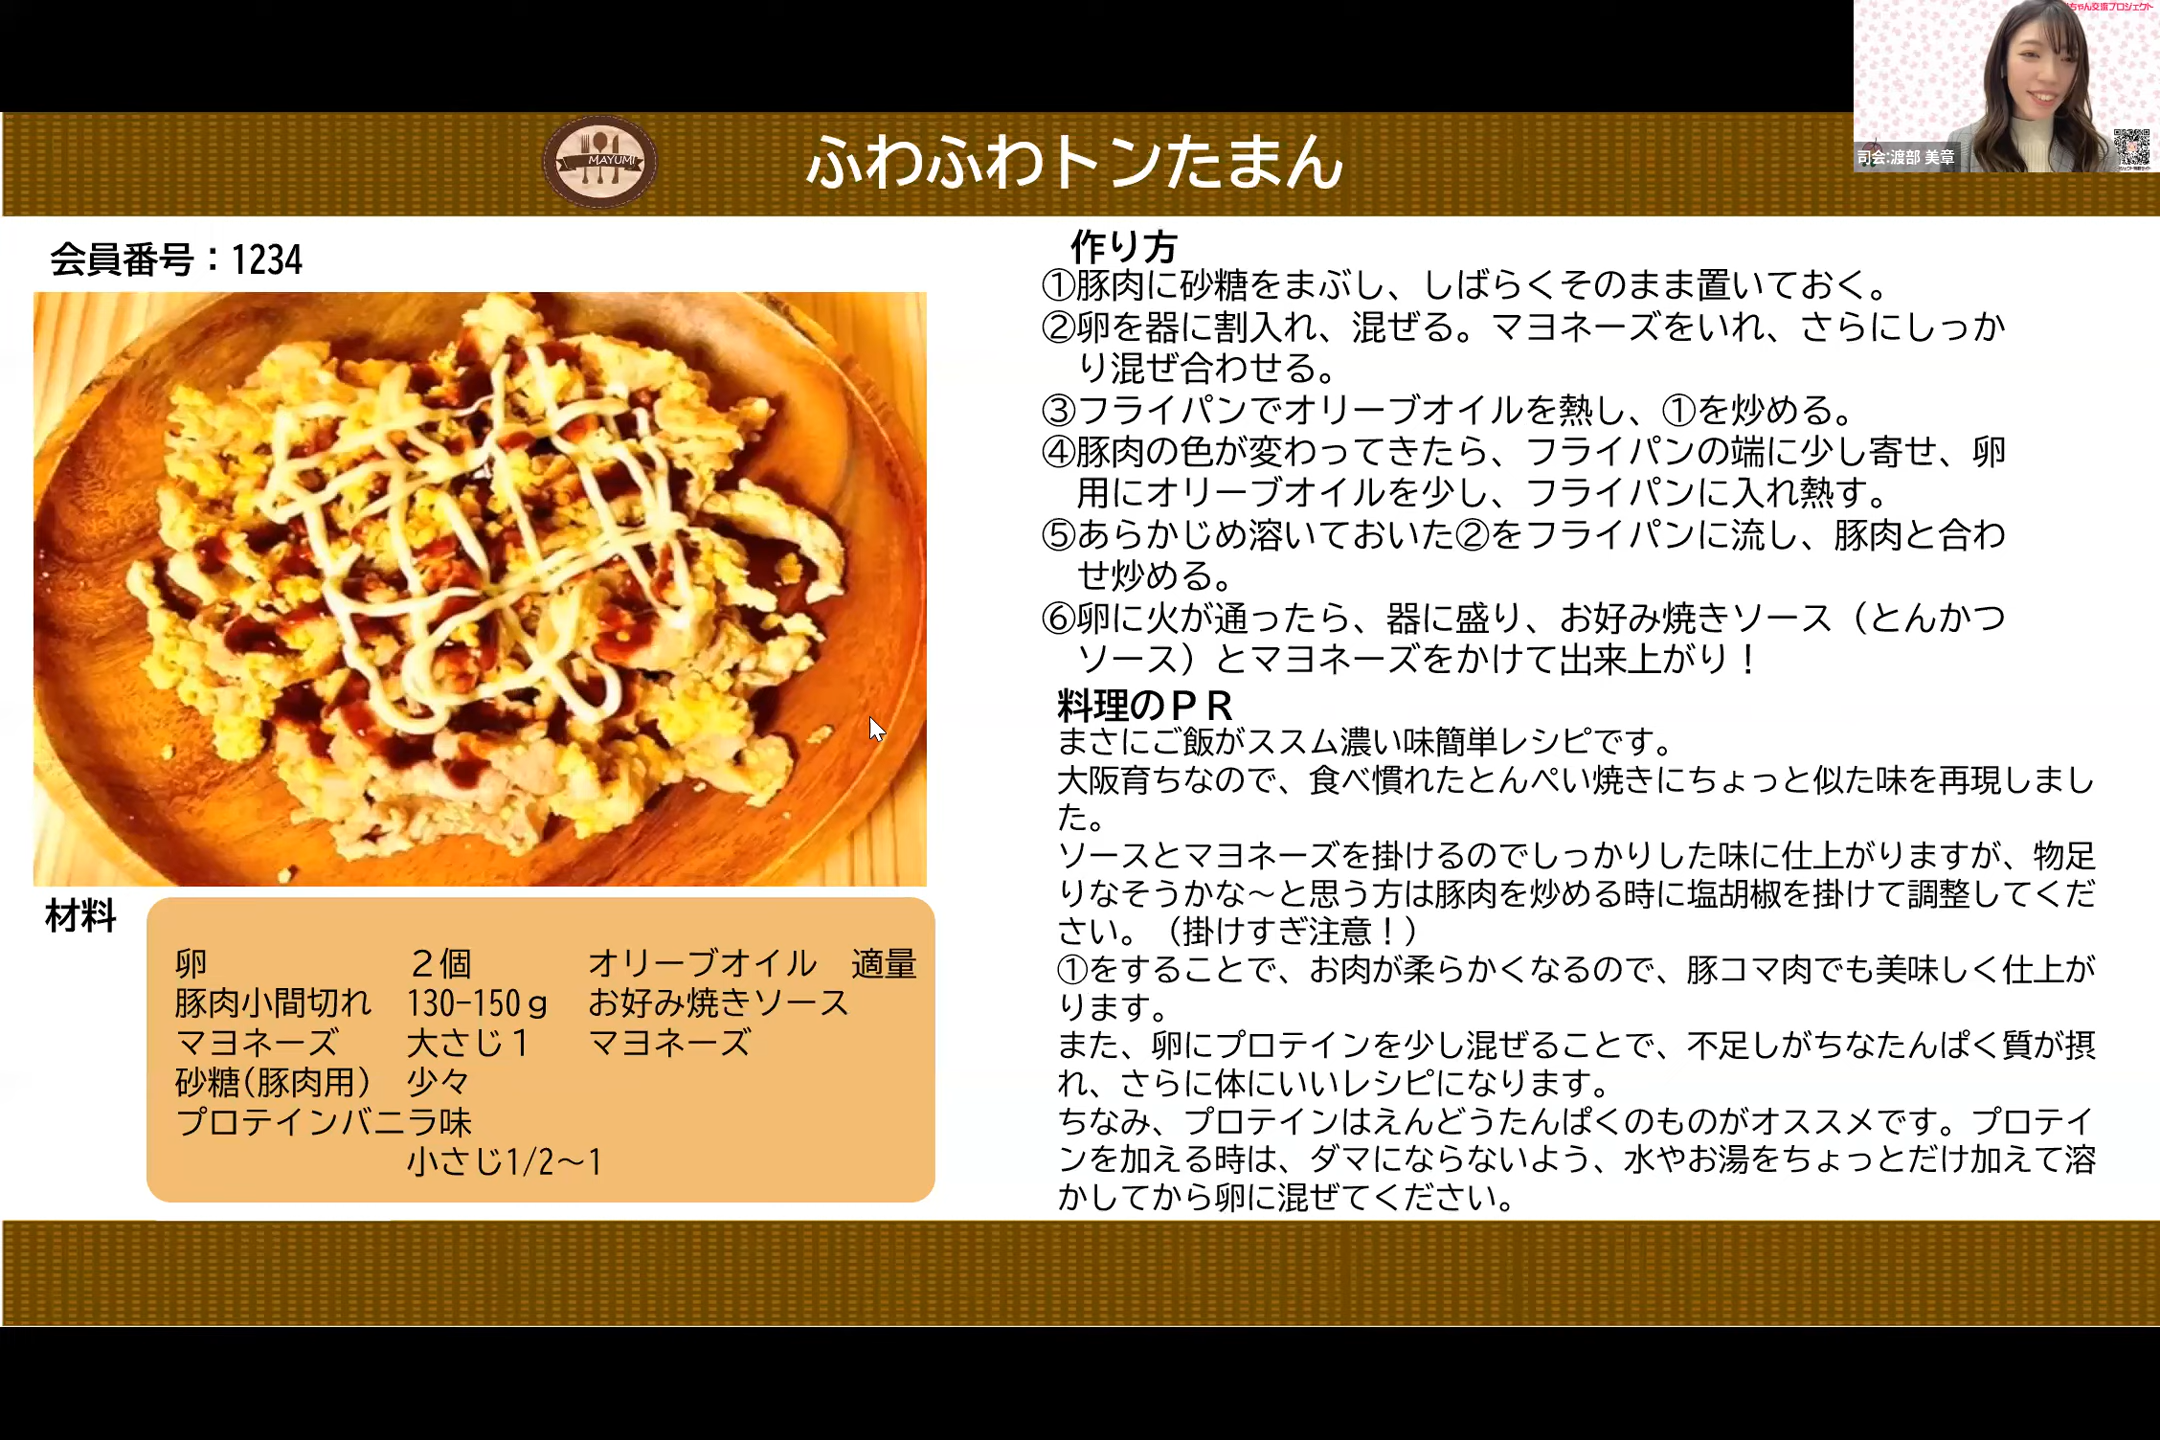 ちゃん交流プロジェクト
司会:渡部 美章
MAYUMI
ふわふわトンたまん
会員番号：1234
材料
卵 ２個 オリーブオイル 適量
豚肉小間切れ 130-150ｇ お好み焼きソース
マヨネーズ 大さじ１ マヨネーズ
砂糖(豚肉用) 少々
プロテインバニラ味
小さじ1/2～1
作り方
①豚肉に砂糖をまぶし、しばらくそのまま置いておく。
②卵を器に割入れ、混ぜる。マヨネーズをいれ、さらにしっか
り混ぜ合わせる。
③フライパンでオリーブオイルを熱し、①を炒める。
④豚肉の色が変わってきたら、フライパンの端に少し寄せ、卵
用にオリーブオイルを少し、フライパンに入れ熱す。
⑤あらかじめ溶いておいた②をフライパンに流し、豚肉と合わ
せ炒める。
⑥卵に火が通ったら、器に盛り、お好み焼きソース（とんかつ
ソース）とマヨネーズをかけて出来上がり！
料理のＰＲ
まさにご飯がススム濃い味簡単レシピです。
大阪育ちなので、食べ慣れたとんぺい焼きにちょっと似た味を再現しまし
た。
ソースとマヨネーズを掛けるのでしっかりした味に仕上がりますが、物足
りなそうかな～と思う方は豚肉を炒める時に塩胡椒を掛けて調整してくだ
さい。（掛けすぎ注意！）
①をすることで、お肉が柔らかくなるので、豚コマ肉でも美味しく仕上が
ります。
また、卵にプロテインを少し混ぜることで、不足しがちなたんぱく質が摂
れ、さらに体にいいレシピになります。
ちなみ、プロテインはえんどうたんぱくのものがオススメです。プロテイ
ンを加える時は、ダマにならないよう、水やお湯をちょっとだけ加えて溶
かしてから卵に混ぜてください。